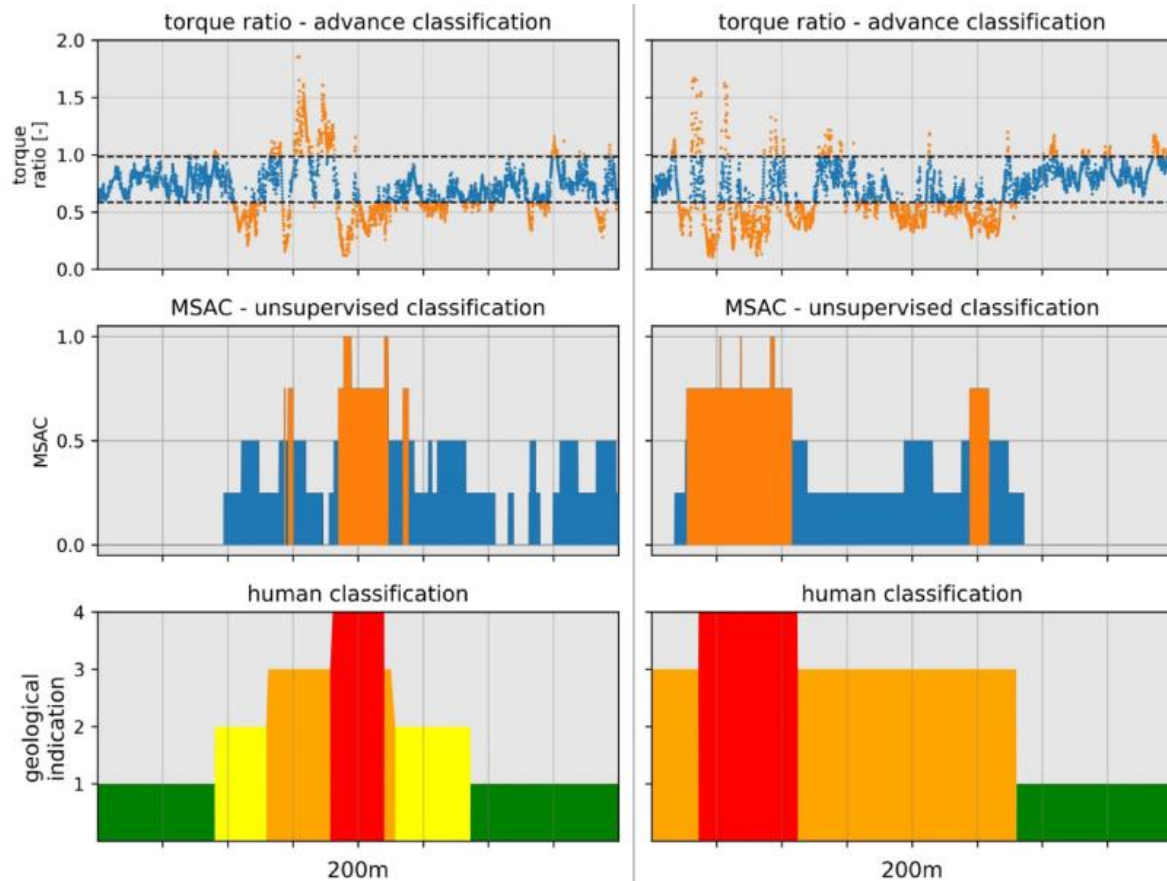 torque ratio - advance classification
torque ratio - advance classification
2.0
1.5
1.0
0.5
0.0
torque
ratio [-]
MSAC - unsupervised classification
MSAC - unsupervised classification
1.0
0.5
0.0
MSAC
human classification
human classification
4
3
2
1
geological
indication
200m
200m